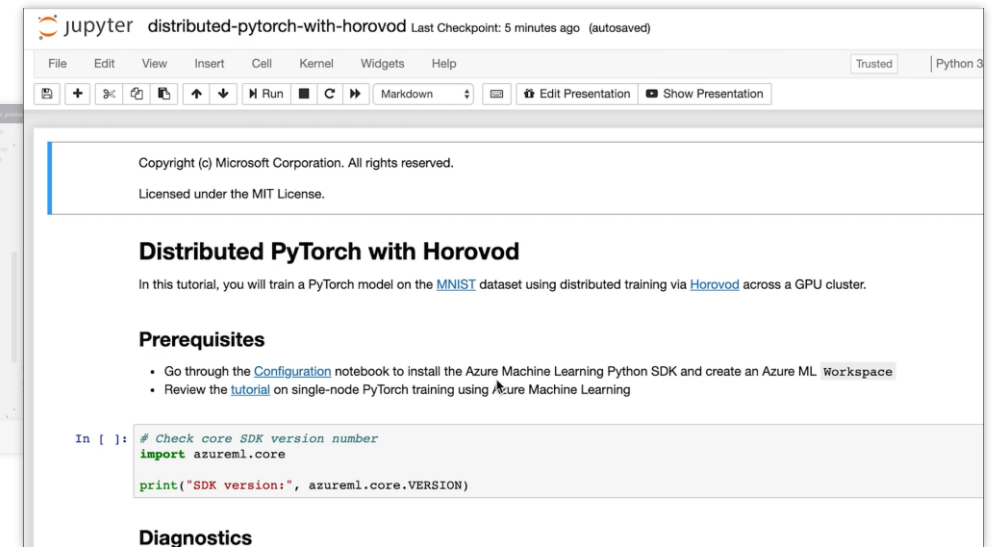 jupyter distributed-pytorch-with-horovod Last Checkpoint: 5 minutes ago (autosaved)
File Edit View Insert Cell Kernel Widgets Help Trusted Python 3
Run Markdown Edit Presentation Show Presentation
Copyright (c) Microsoft Corporation. All rights reserved.
Licensed under the MIT License.
Distributed PyTorch with Horovod
In this tutorial, you will train a PyTorch model on the MNIST dataset using distributed training via Horovod across a GPU cluster.
Prerequisites
• Go through the Configuration notebook to install the Azure Machine Learning Python SDK and create an Azure ML Workspace
• Review the tutorial on single-node PyTorch training using Azure Machine Learning
In [ ]: # Check core SDK version number
import azureml.core
print("SDK version:", azureml.core.VERSION)
Diagnostics